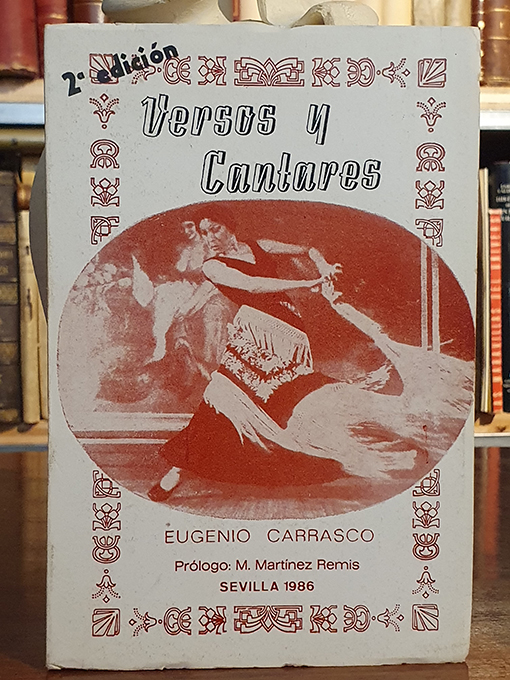 2ª edición
Versos y
Cantares
EUGENIO CARRASCO
Prólogo: M. Martínez Remis
SEVILLA 1986